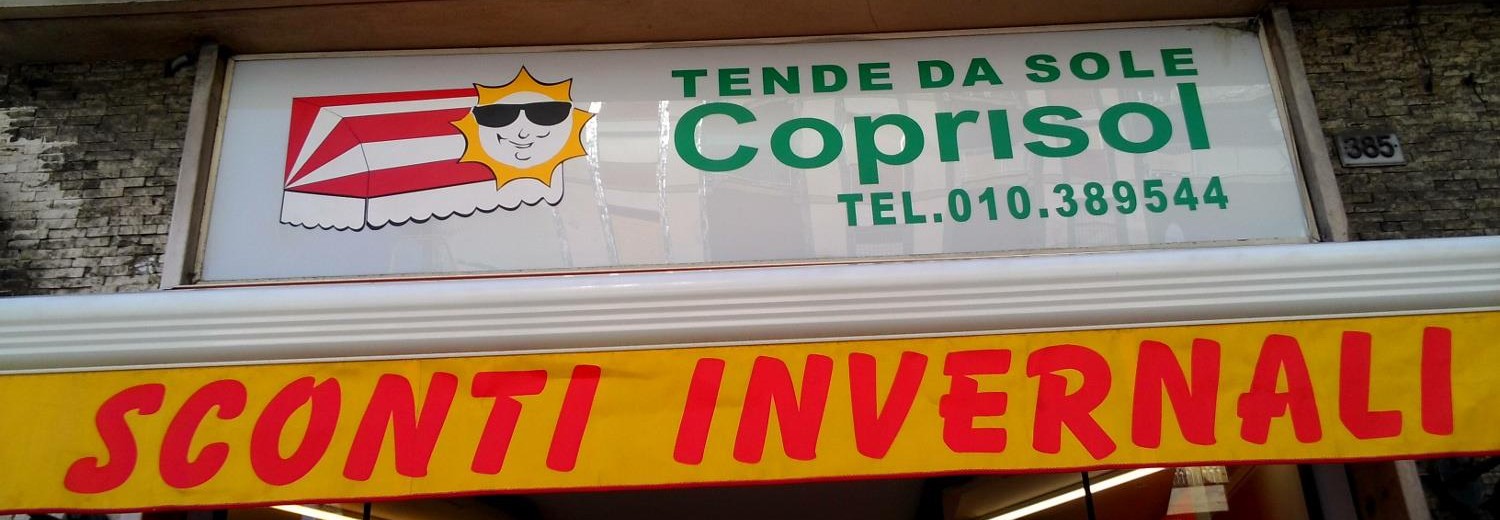 TENDE DA SOLE
Coprisol
TEL.010.389544
385
SCONTI INVERNALI